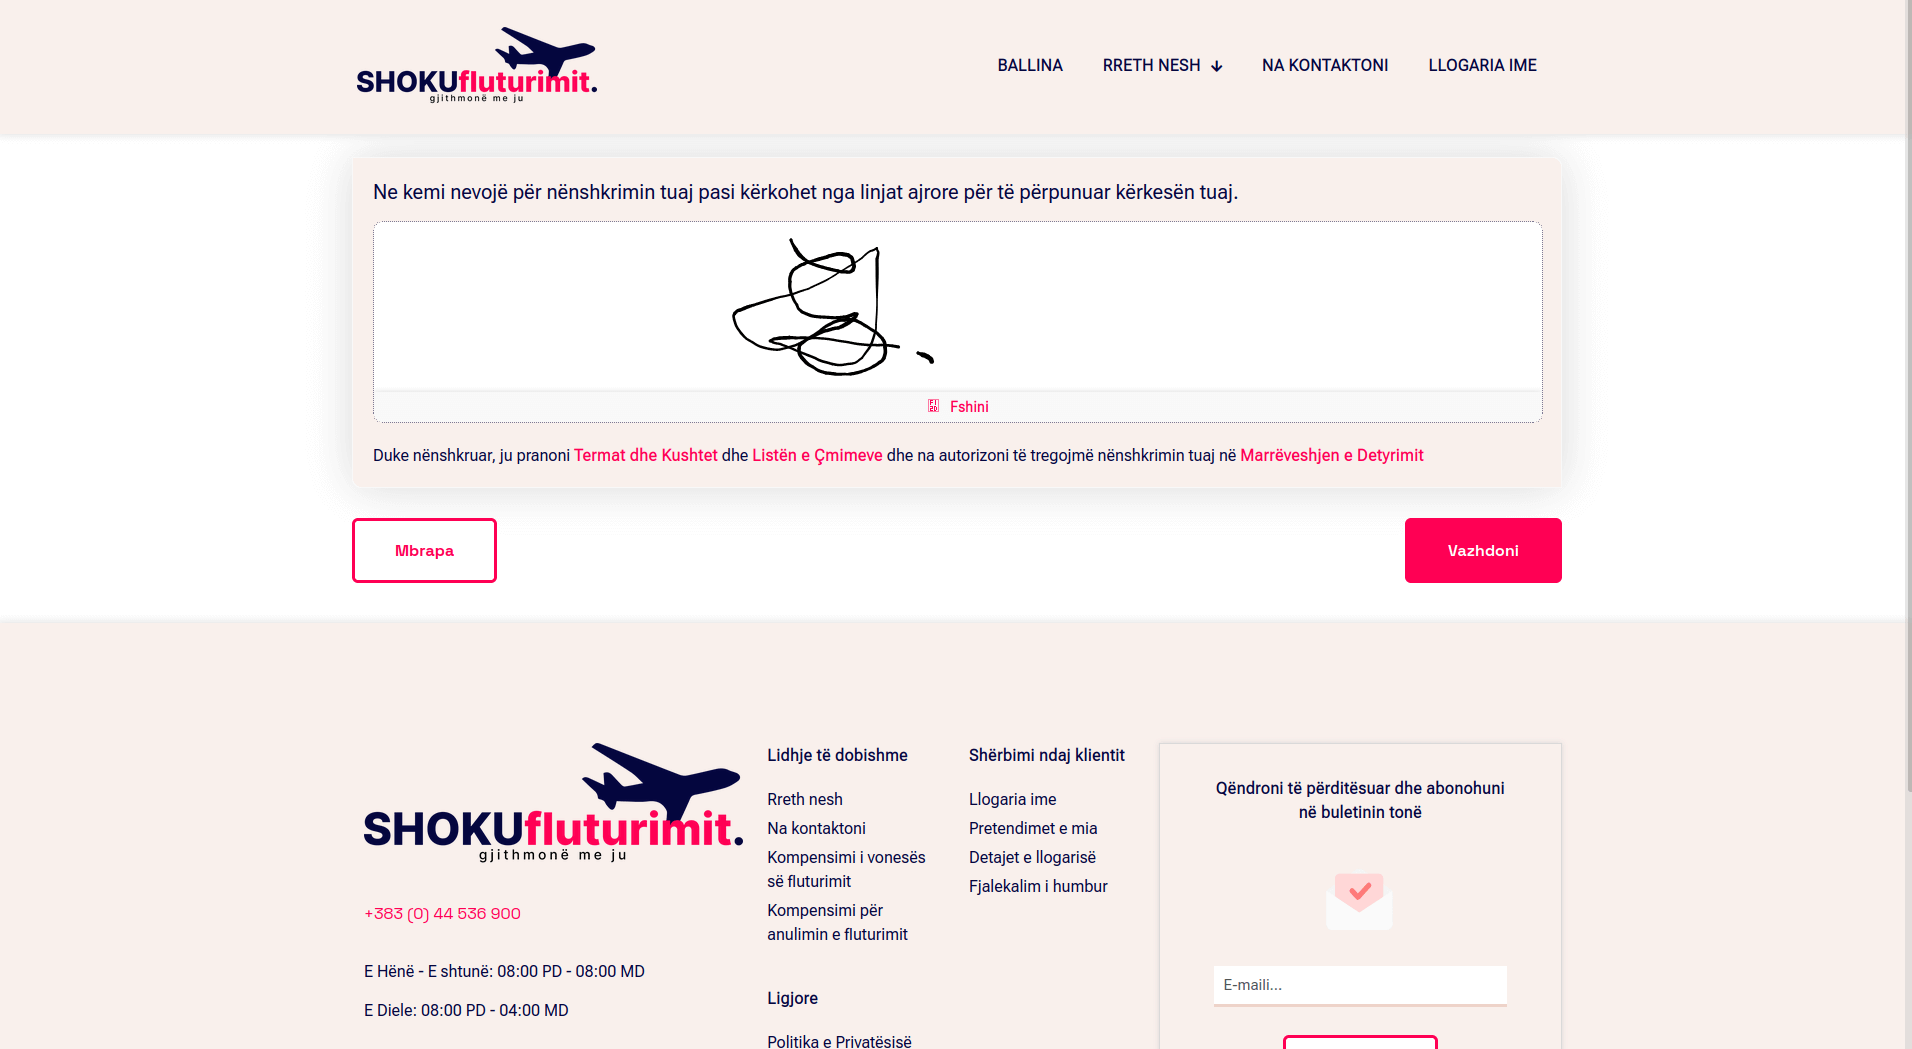 SHOKUfluturimit.
gjithmonë me ju
BALLINA
RRETH NESH
NA KONTAKTONI
LLOGARIA IME
Ne kemi nevojë për nënshkrimin tuaj pasi kërkohet nga linjat ajrore për të përpunuar kërkesën tuaj.
Fshini
Duke nënshkruar, ju pranoni Termat dhe Kushtet dhe Listën e Çmimeve dhe na autorizoni të tregojmë nënshkrimin tuaj në Marrëveshjen e Detyrimit
Mbrapa
Vazhdoni
SHOKUfluturimit.
gjithmonë me ju
+383 (0) 44 536 900
E Hënë - E shtunë: 08:00 PD - 08:00 MD
E Diele: 08:00 PD - 04:00 MD
Lidhje të dobishme
Rreth nesh
Na kontaktoni
Kompensimi i vonesës
së fluturimit
Kompensimi për
anulimin e fluturimit
Ligjore
Politika e Privatësisë
Shërbimi ndaj klientit
Llogaria ime
Pretendimet e mia
Detajet e llogarisë
Fjalekalim i humbur
Qëndroni të përditësuar dhe abonohuni
në buletinin tonë
E-maili...